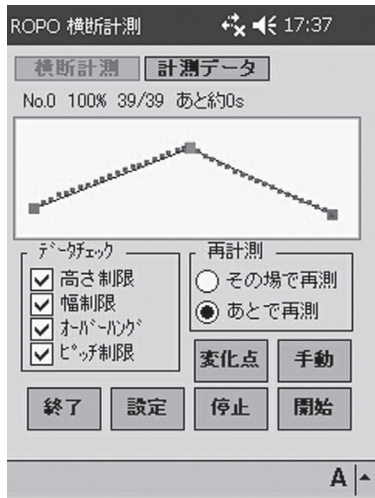 ROPO 横断計測 17:37
横断計測 計測データ
No.0 100% 39/39 あと約0s
データチェック
高さ制限
幅制限
オーバーハング
ピッチ制限
再計測
その場で再測
あとで再測
変化点 手動
終了 設定 停止 開始
A